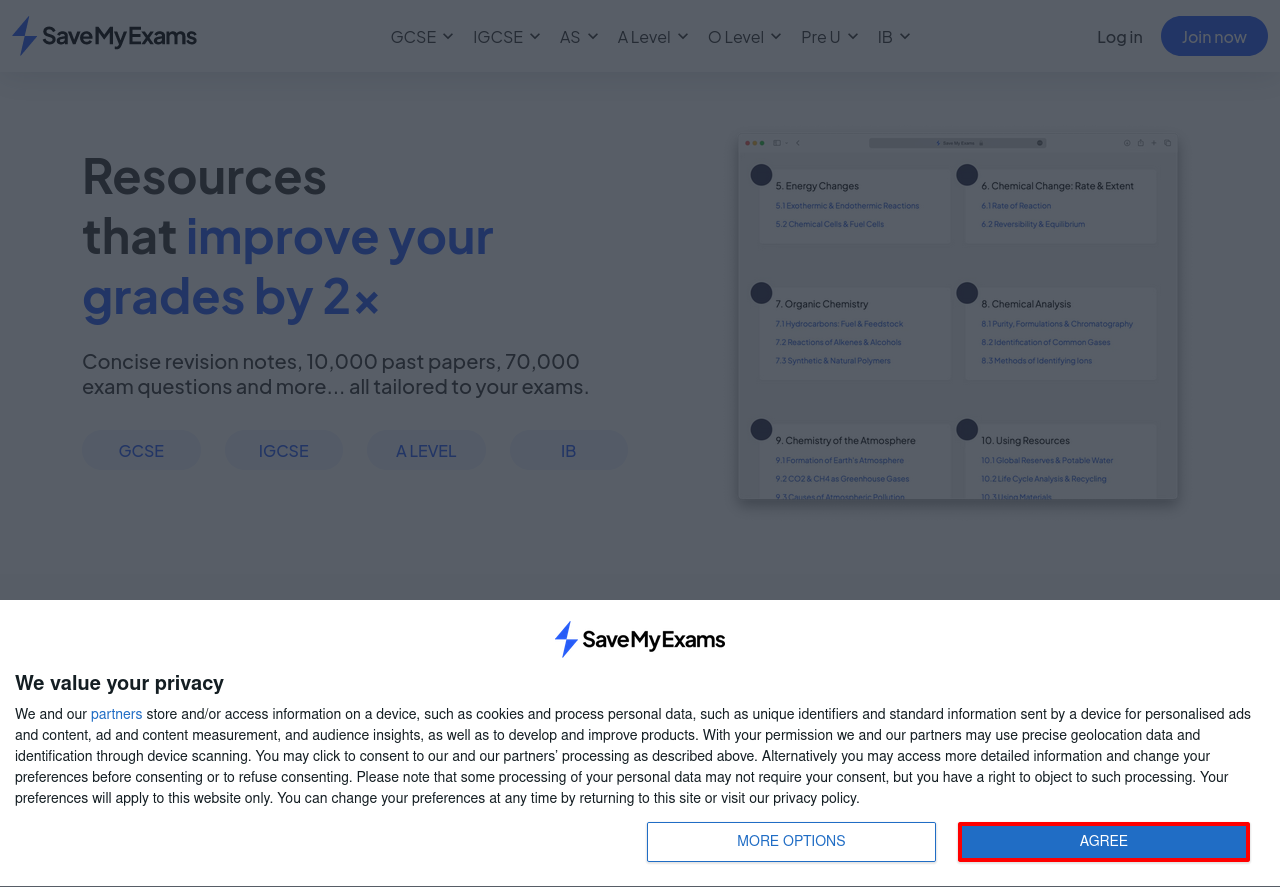 SaveMyExams
GCSE IGCSE AS A Level O Level Pre U IB
Log in Join now
Resources
that improve your
grades by 2×
Concise revision notes, 10,000 past papers, 70,000
exam questions and more... all tailored to your exams.
GCSE IGCSE A LEVEL IB
Save My Exams
5. Energy Changes
5.1 Exothermic & Endothermic Reactions
5.2 Chemical Cells & Fuel Cells
6. Chemical Change: Rate & Extent
6.1 Rate of Reaction
6.2 Reversibility & Equilibrium
7. Organic Chemistry
7.1 Hydrocarbons: Fuel & Feedstock
7.2 Reactions of Alkenes & Alcohols
7.3 Synthetic & Natural Polymers
8. Chemical Analysis
8.1 Purity, Formulations & Chromatography
8.2 Identification of Common Gases
8.3 Methods of Identifying Ions
9. Chemistry of the Atmosphere
9.1 Formation of Earth's Atmosphere
9.2 CO2 & CH4 as Greenhouse Gases
9.3 Causes of Atmospheric Pollution
10. Using Resources
10.1 Global Reserves & Potable Water
10.2 Life Cycle Analysis & Recycling
10.3 Using Materials
SaveMyExams
We value your privacy
We and our partners store and/or access information on a device, such as cookies and process personal data, such as unique identifiers and standard information sent by a device for personalised ads
and content, ad and content measurement, and audience insights, as well as to develop and improve products. With your permission we and our partners may use precise geolocation data and
identification through device scanning. You may click to consent to our and our partners’ processing as described above. Alternatively you may access more detailed information and change your
preferences before consenting or to refuse consenting. Please note that some processing of your personal data may not require your consent, but you have a right to object to such processing. Your
preferences will apply to this website only. You can change your preferences at any time by returning to this site or visit our privacy policy.
MORE OPTIONS AGREE